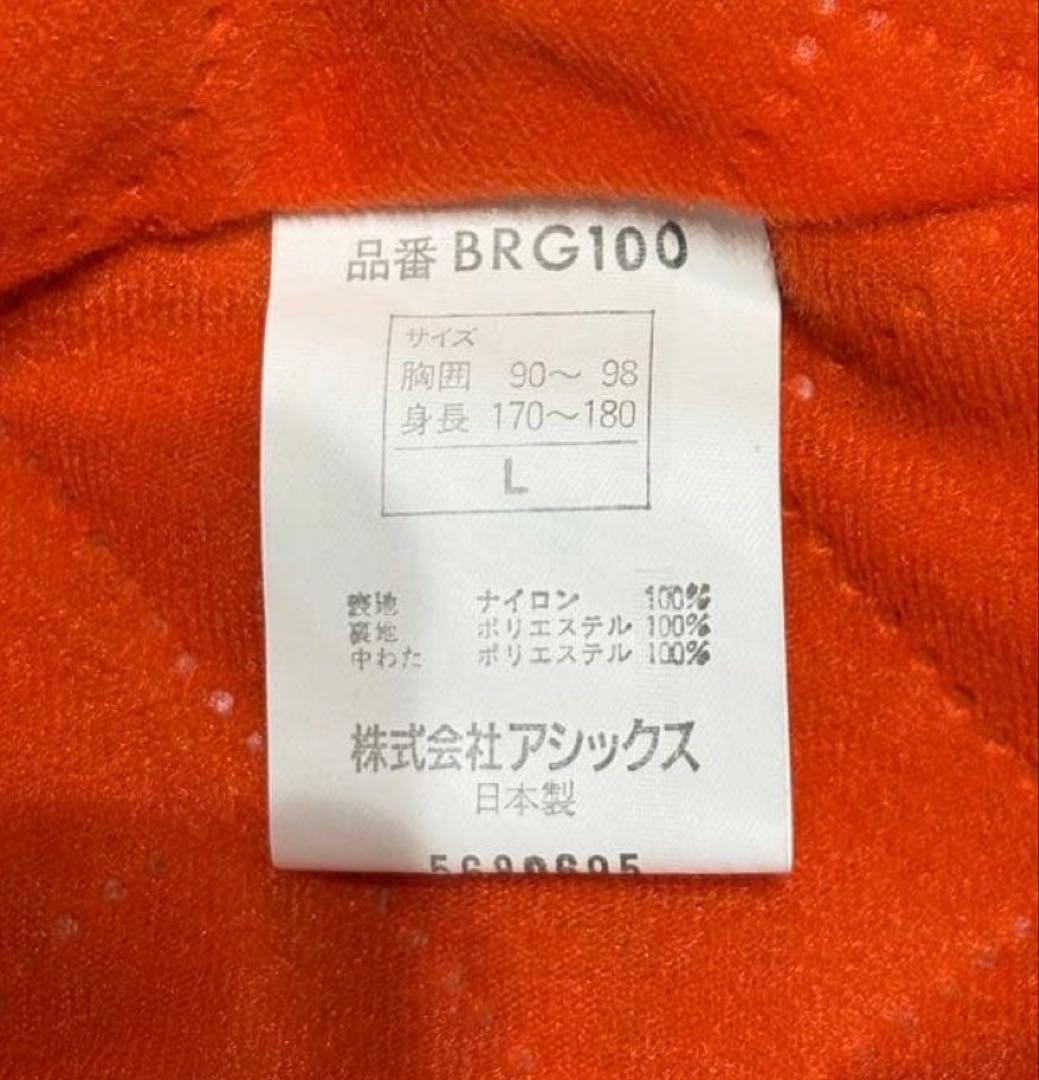 品番 BRG100
サイズ
胸囲 90～ 98
身長 170～180
L
表地 ナイロン 100%
裏地 ポリエステル 100%
中わた ポリエステル 100%
株式会社アシックス
日本製